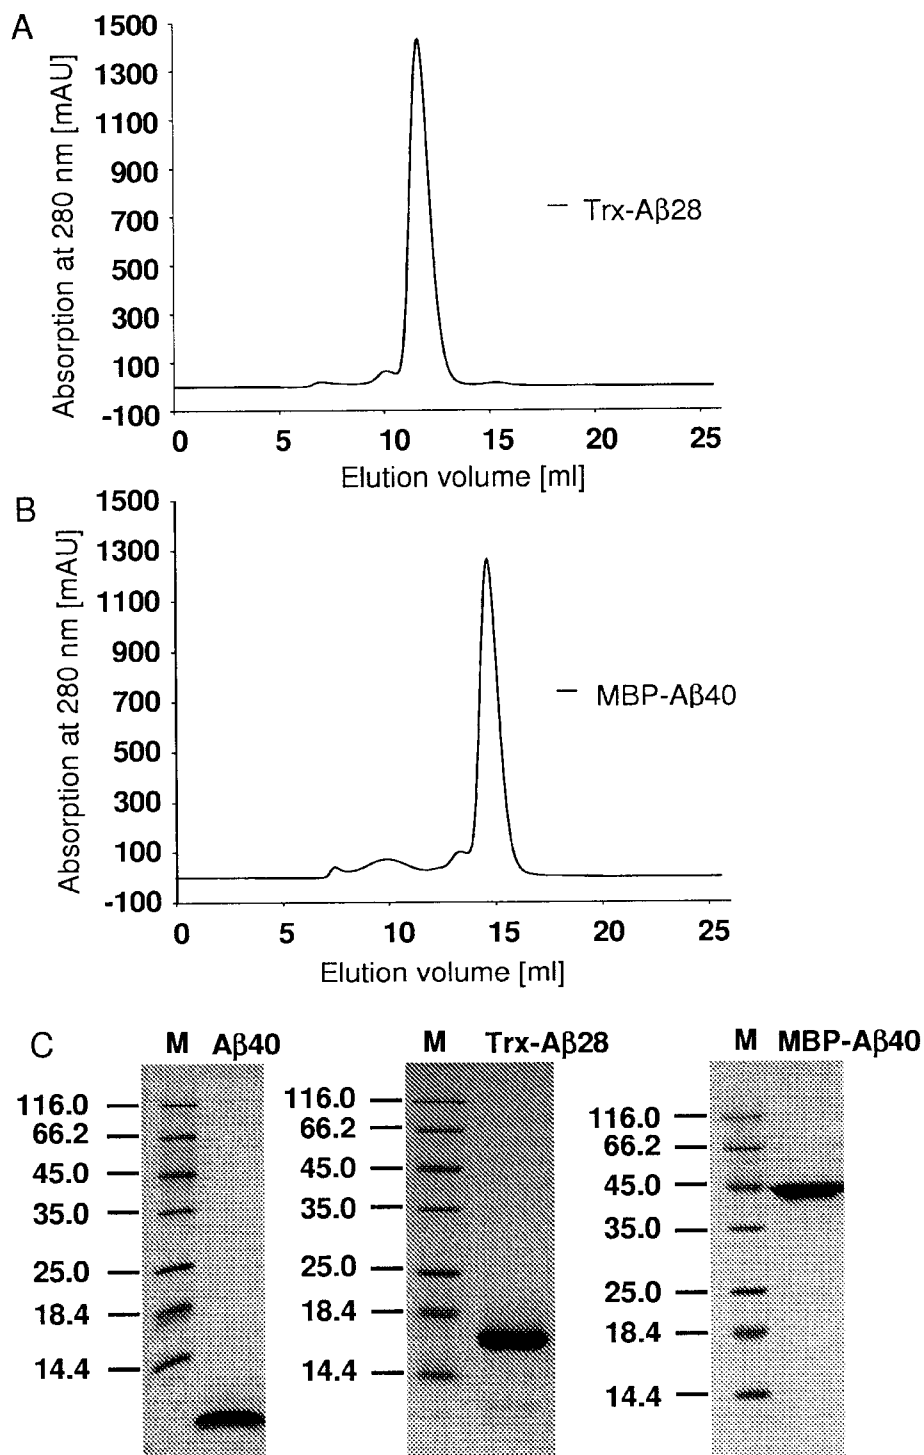 A
1500
1300
1100
900
700
500
300
100
-100
Absorption at 280 nm [mAU]
Trx-Aβ28
0 5 10 15 20 25
Elution volume [ml]
B
1500
1300
1100
900
700
500
300
100
-100
Absorption at 280 nm [mAU]
MBP-Aβ40
0 5 10 15 20 25
Elution volume [ml]
C
M Aβ40
116.0
66.2
45.0
35.0
25.0
18.4
14.4
M Trx-Aβ28
116.0
66.2
45.0
35.0
25.0
18.4
14.4
M MBP-Aβ40
116.0
66.2
45.0
35.0
25.0
18.4
14.4